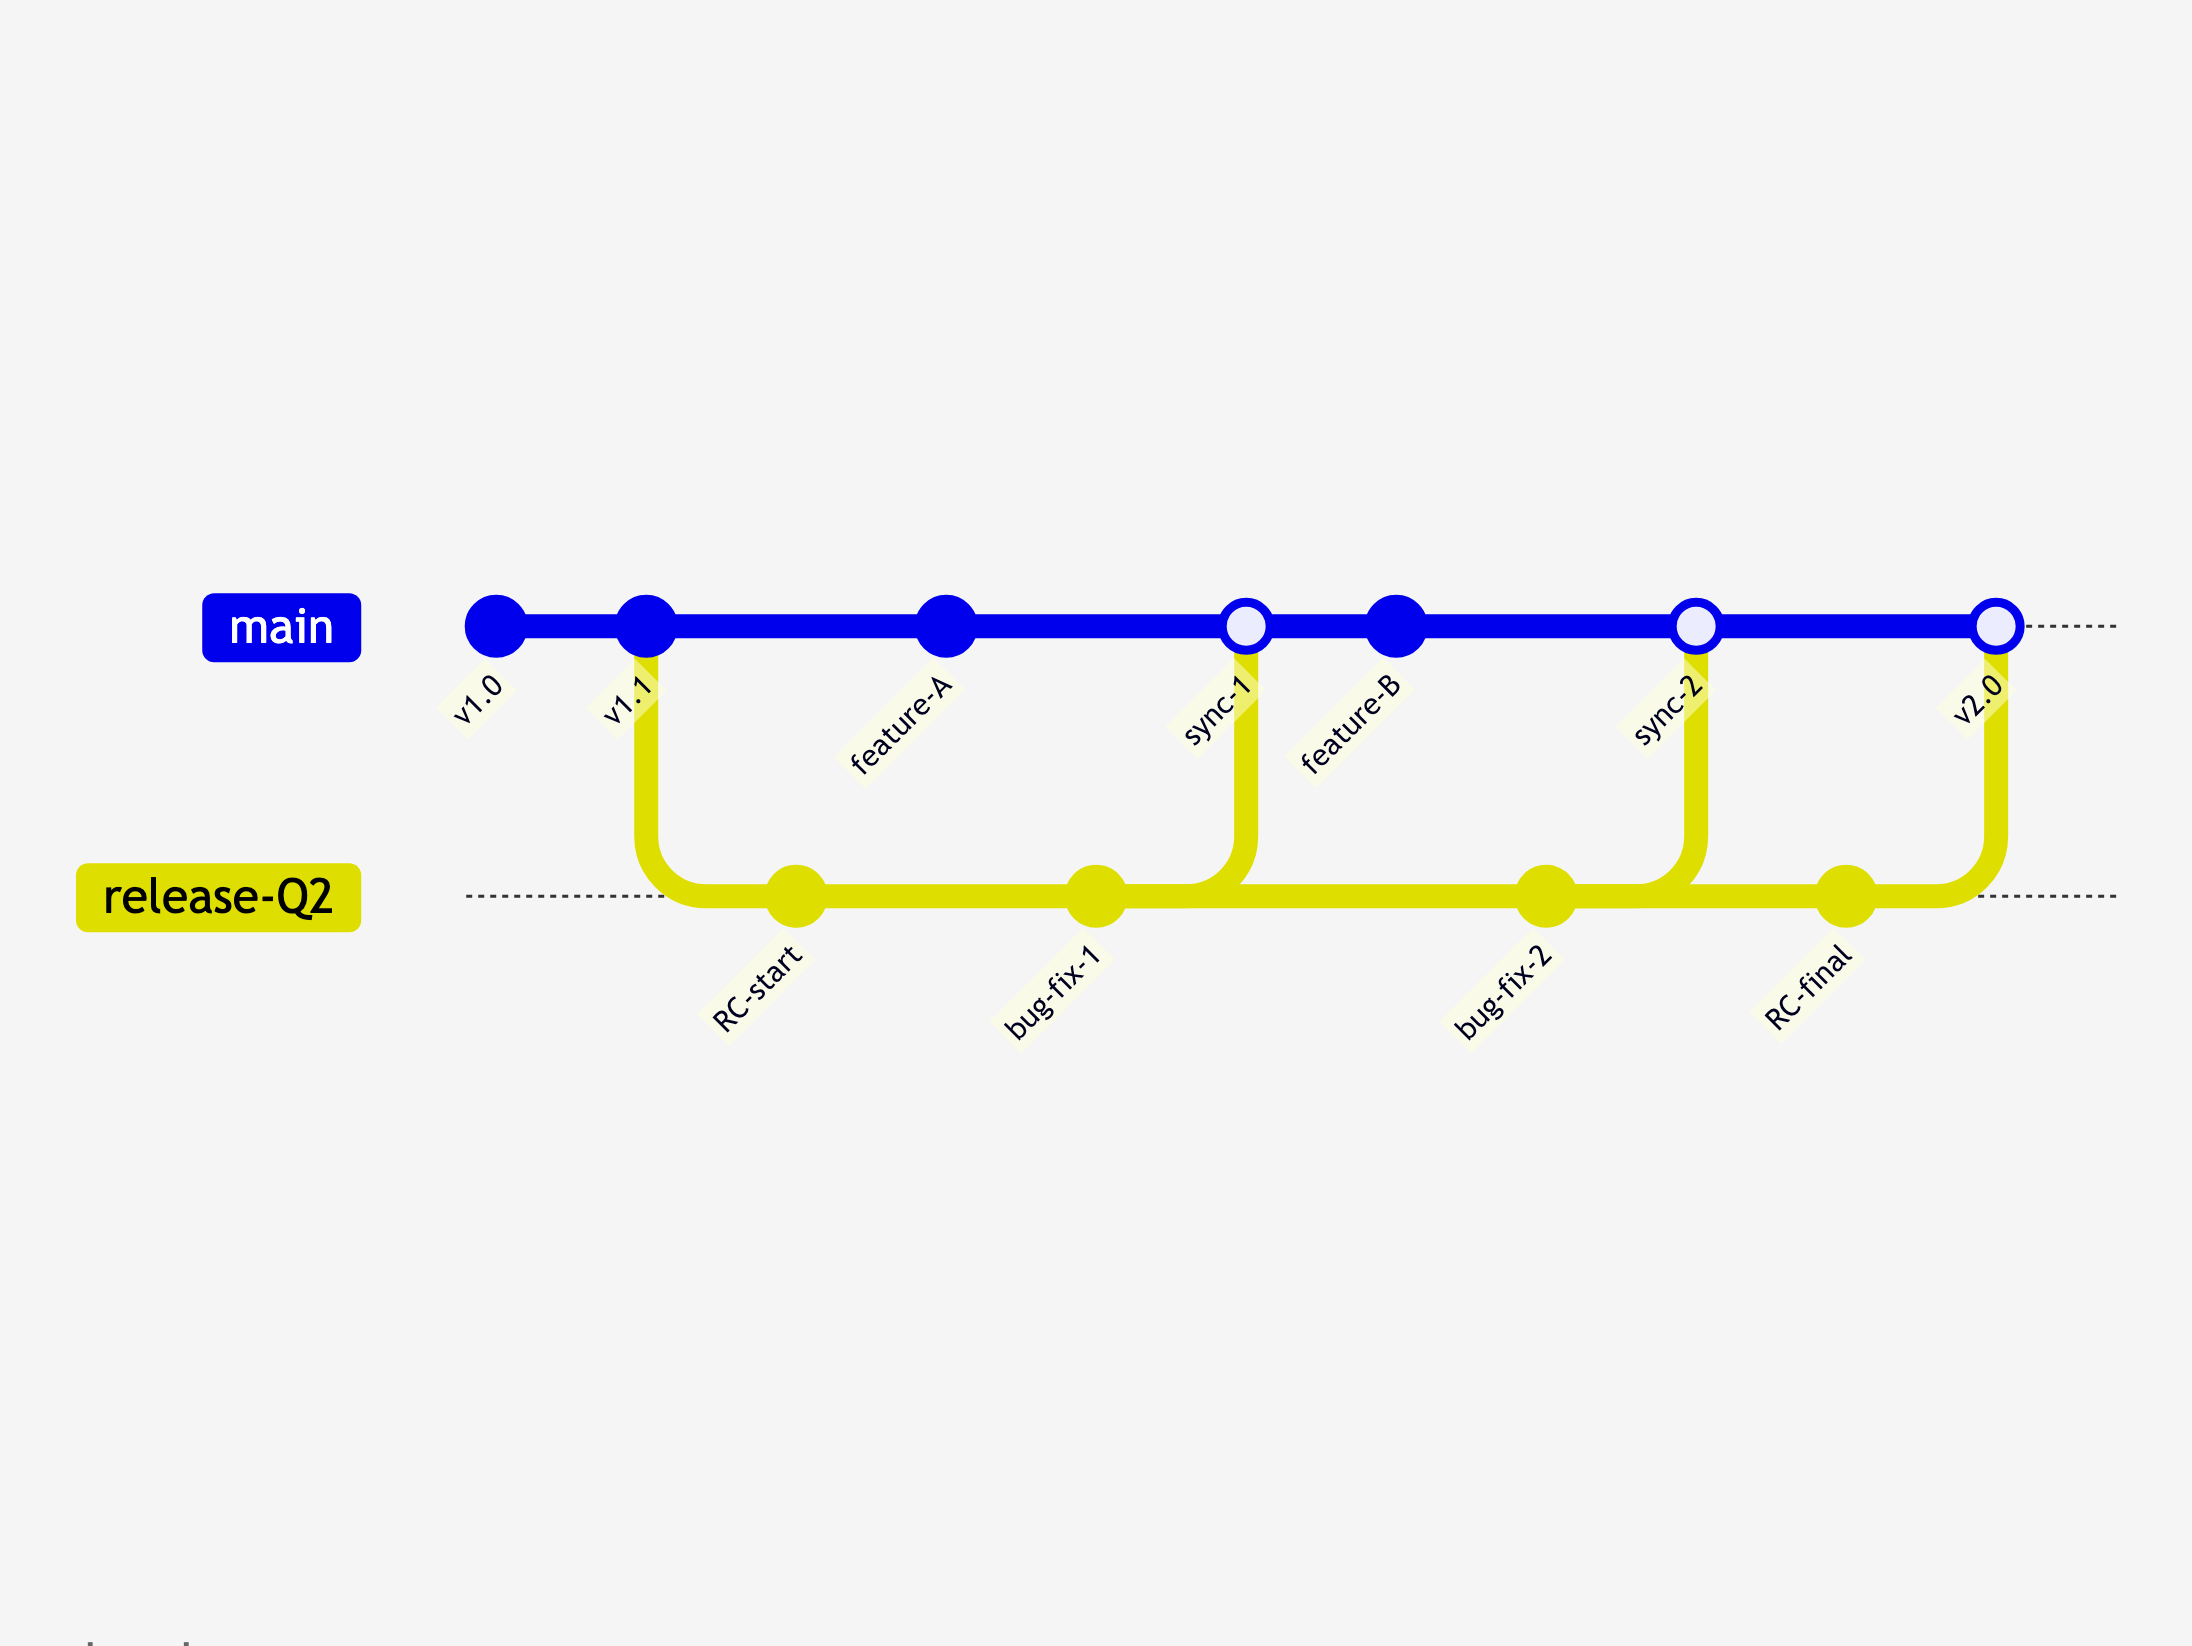 main
v1.0
v1.1
feature-A
sync-1
feature-B
sync-2
v2.0
release-Q2
RC-start
bug-fix-1
bug-fix-2
RC-final